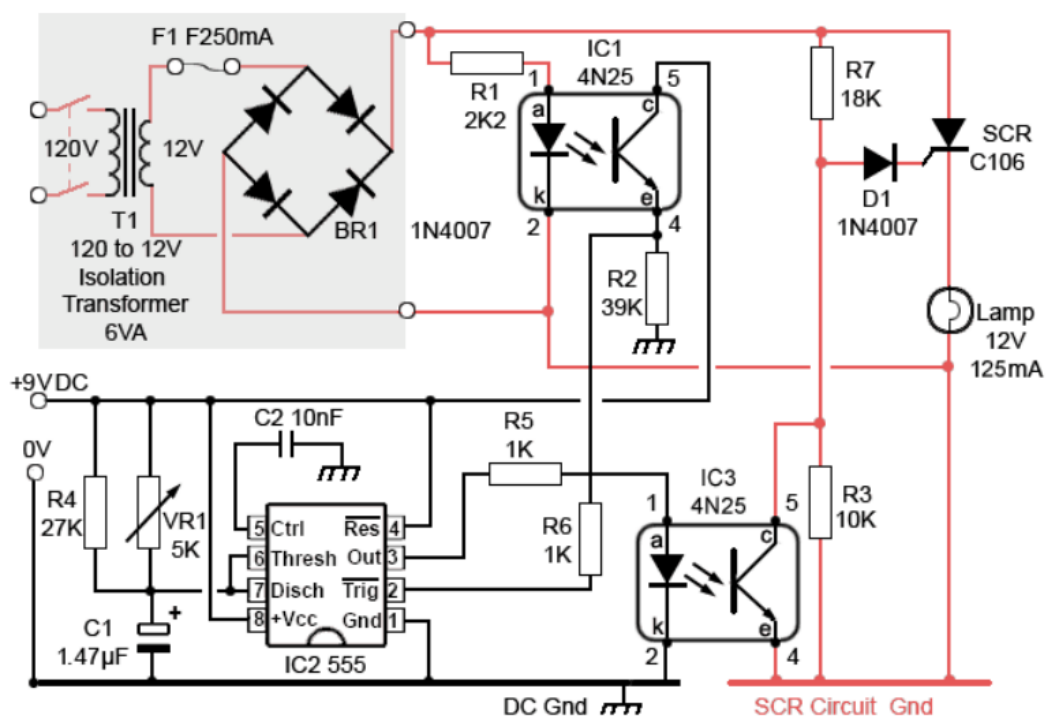 F1 F250mA
120V
12V
T1
120 to 12V
Isolation
Transformer
6VA
BR1
1N4007
R1
2K2
IC1
4N25
1
5
a
c
k
e
2
4
R2
39K
R7
18K
SCR
C106
D1
1N4007
Lamp
12V
125mA
+9V DC
0V
C2 10nF
R4
27K
VR1
5K
C1
+
1.47µF
5 Ctrl
Res 4
6 Thresh
Out 3
7 Disch
Trig 2
8 +Vcc
Gnd 1
IC2 555
R5
1K
R6
1K
IC3
4N25
1
5
a
c
k
e
2
4
R3
10K
DC Gnd
SCR Circuit Gnd